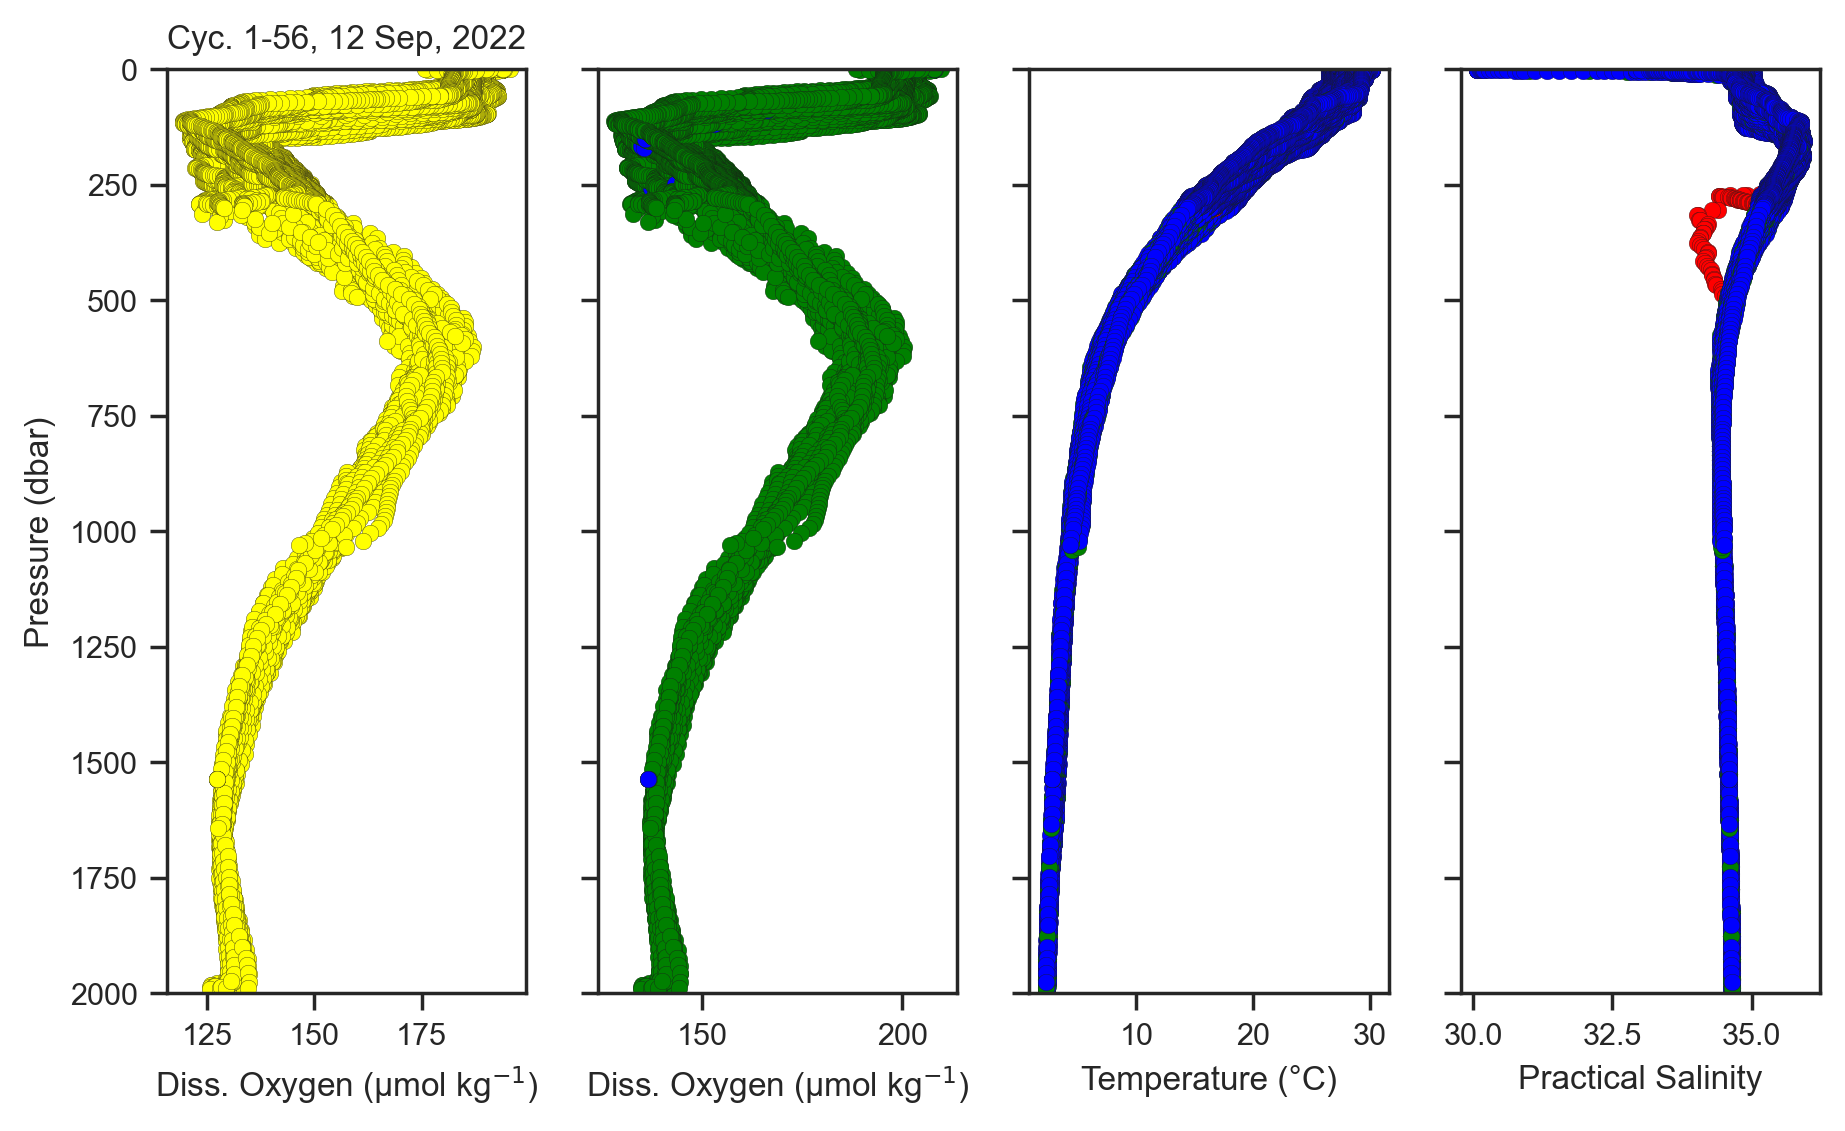 Cyc. 1-56, 12 Sep, 2022
0
250
500
750
1000
1250
1500
1750
2000
Pressure (dbar)
125 150 175
150 200
10 20 30
30.0 32.5 35.0
Diss. Oxygen (µmol kg⁻¹)
Diss. Oxygen (µmol kg⁻¹)
Temperature (°C)
Practical Salinity